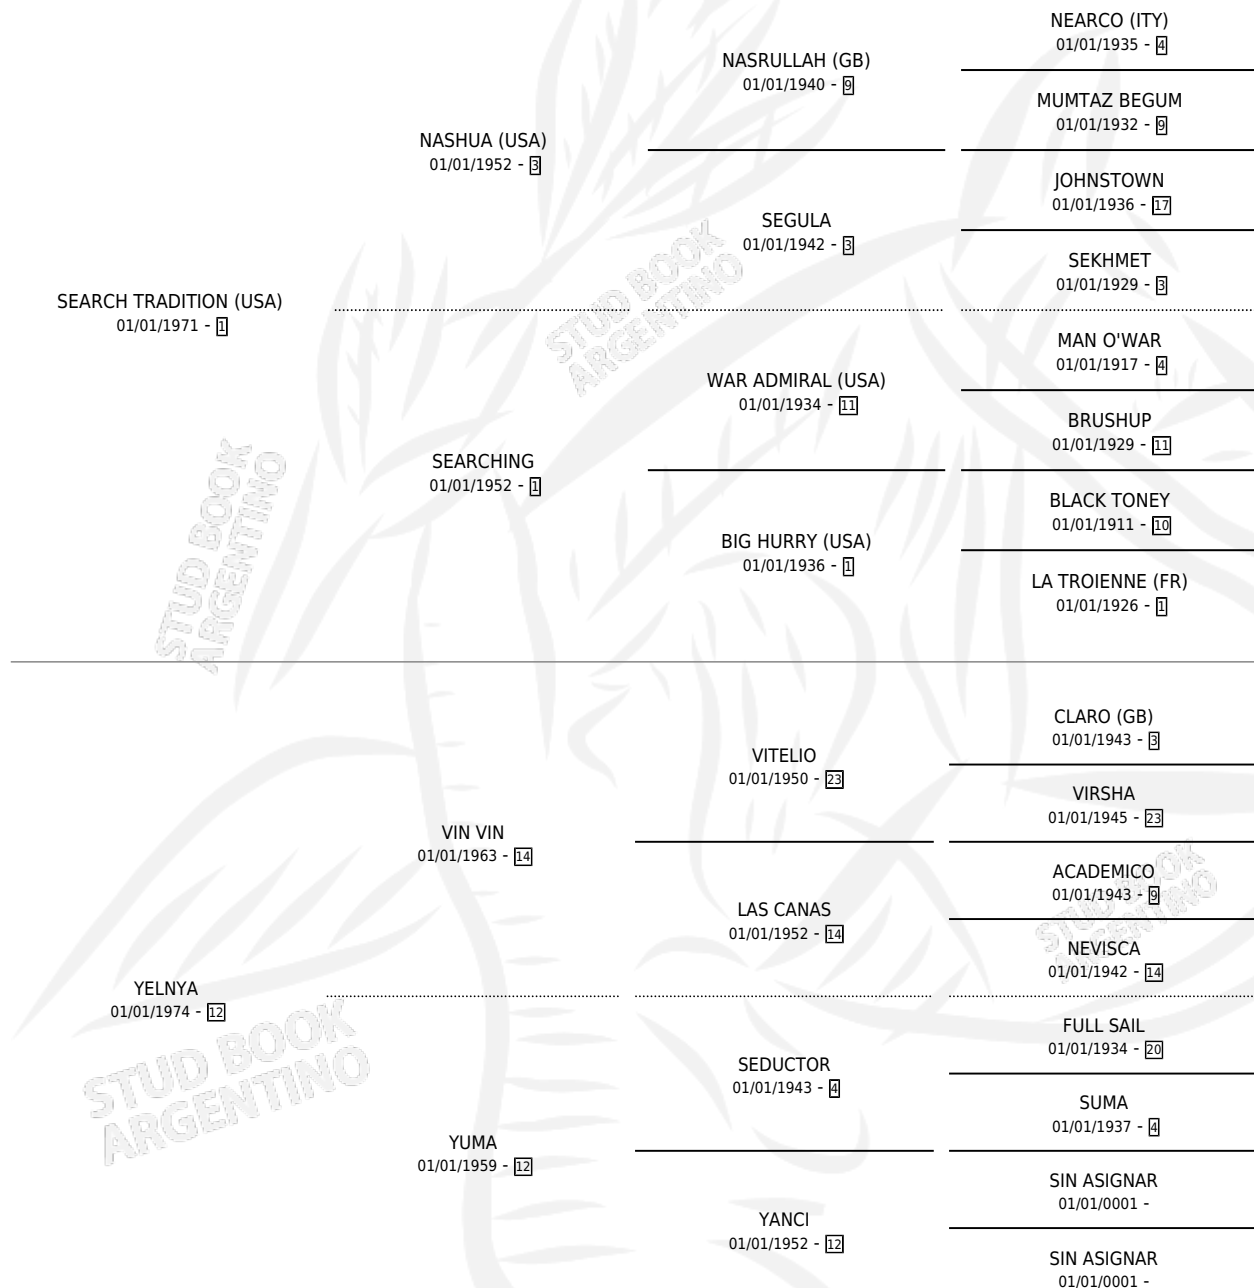 NEARCO (ITY)
01/01/1935 - 4
NASRULLAH (GB)
01/01/1940 - 9
MUMTAZ BEGUM
01/01/1932 - 9
NASHUA (USA)
01/01/1952 - 3
JOHNSTOWN
01/01/1936 - 17
SEGULA
01/01/1942 - 3
SEKHMET
01/01/1929 - 3
SEARCH TRADITION (USA)
01/01/1971 - 1
MAN O'WAR
01/01/1917 - 4
WAR ADMIRAL (USA)
01/01/1934 - 11
BRUSHUP
01/01/1929 - 11
SEARCHING
01/01/1952 - 1
BLACK TONEY
01/01/1911 - 10
BIG HURRY (USA)
01/01/1936 - 1
LA TROIENNE (FR)
01/01/1926 - 1
CLARO (GB)
01/01/1943 - 3
VITELIO
01/01/1950 - 23
VIRSHA
01/01/1945 - 23
VIN VIN
01/01/1963 - 14
ACADEMICO
01/01/1943 - 9
LAS CANAS
01/01/1952 - 14
NEVISCA
01/01/1942 - 14
YELNYA
01/01/1974 - 12
FULL SAIL
01/01/1934 - 20
SEDUCTOR
01/01/1943 - 4
SUMA
01/01/1937 - 4
YUMA
01/01/1959 - 12
SIN ASIGNAR
01/01/0001 -
YANCI
01/01/1952 - 12
SIN ASIGNAR
01/01/0001 -
STUD BOOK
ARGENTINO
STUD BOOK
ARGENTINO
STUD BOOK
ARGENTINO
STUD BOOK
ARGENTINO